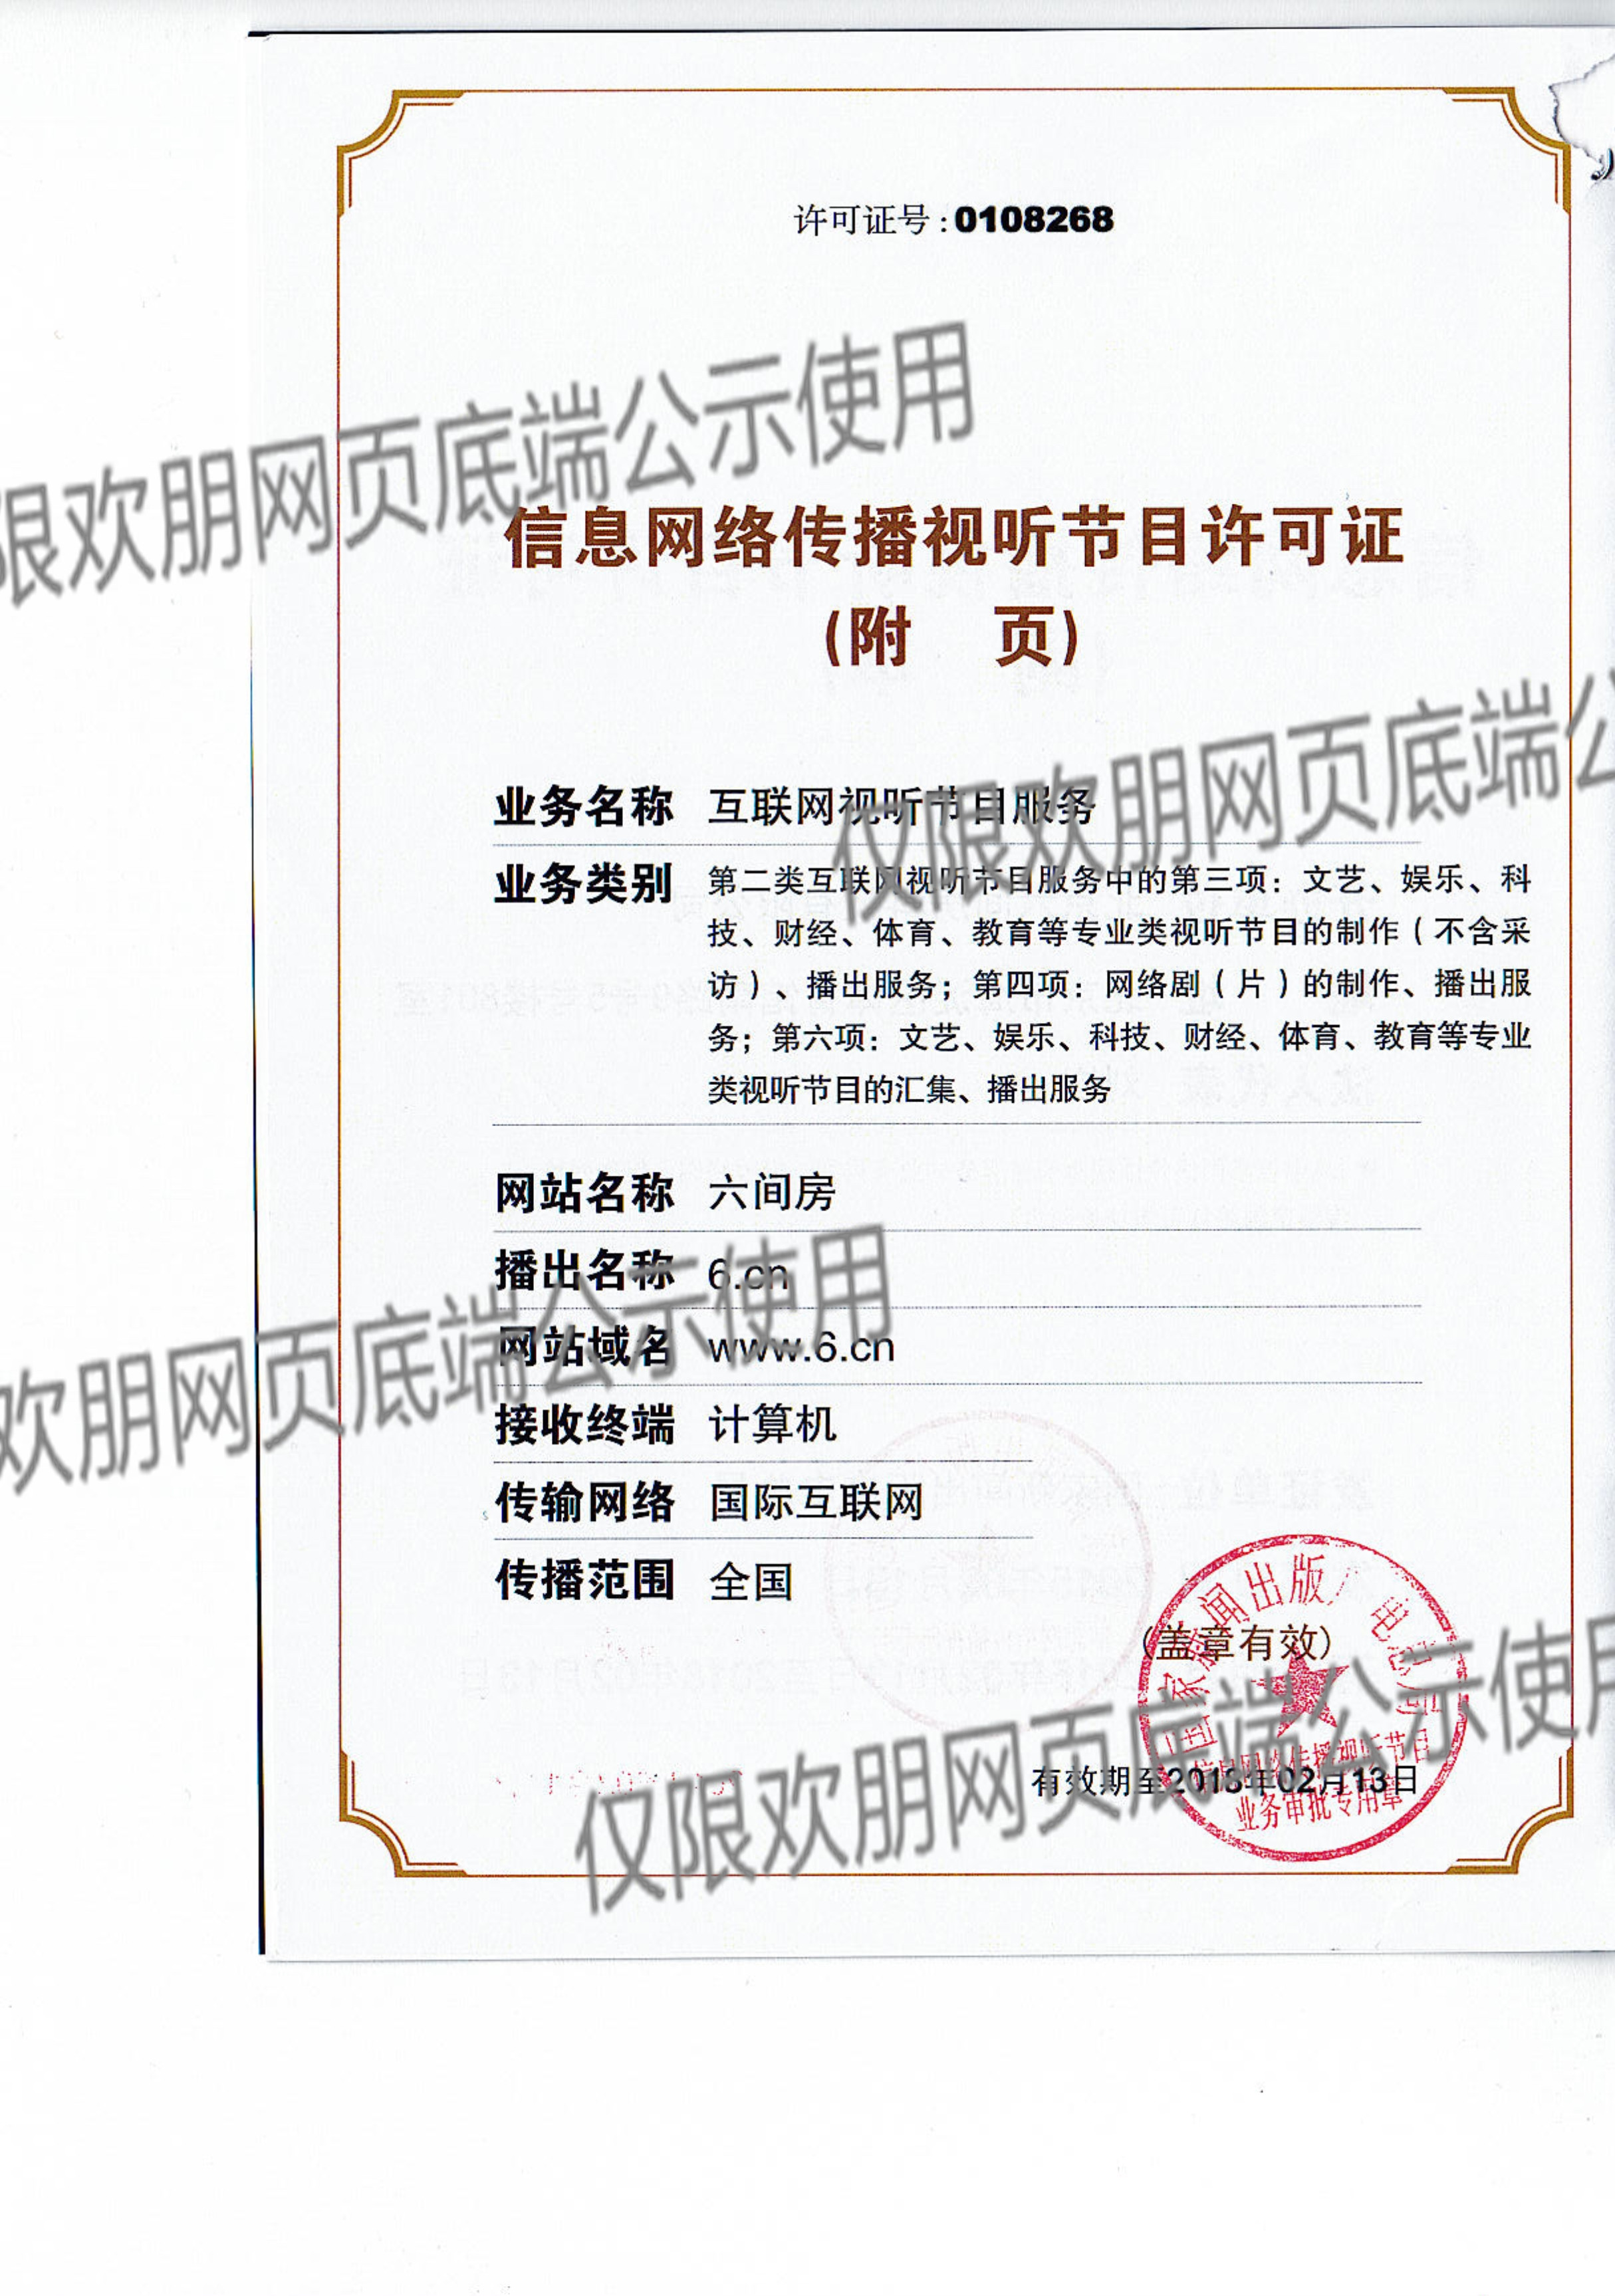 许可证号:0108268
仅限欢朋网页底端公示使用
信息网络传播视听节目许可证
(附 页)
仅限欢朋网页底端公
业务名称 互联网视听节目服务
业务类别 第二类互联网视听节目服务中的第三项：文艺、娱乐、科
技、财经、体育、教育等专业类视听节目的制作（不含采
访）、播出服务；第四项：网络剧（片）的制作、播出服
务；第六项：文艺、娱乐、科技、财经、体育、教育等专业
类视听节目的汇集、播出服务
网站名称 六间房
播出名称 6.cn
欢朋网页底端公示使用
网站域名 www.6.cn
接收终端 计算机
传输网络 国际互联网
传播范围 全国
国家新闻出版广电总局
(盖章有效)
信息网络传播视听节目
业务审批专用章
有效期至2018年02月13日
仅限欢朋网页底端公示使用